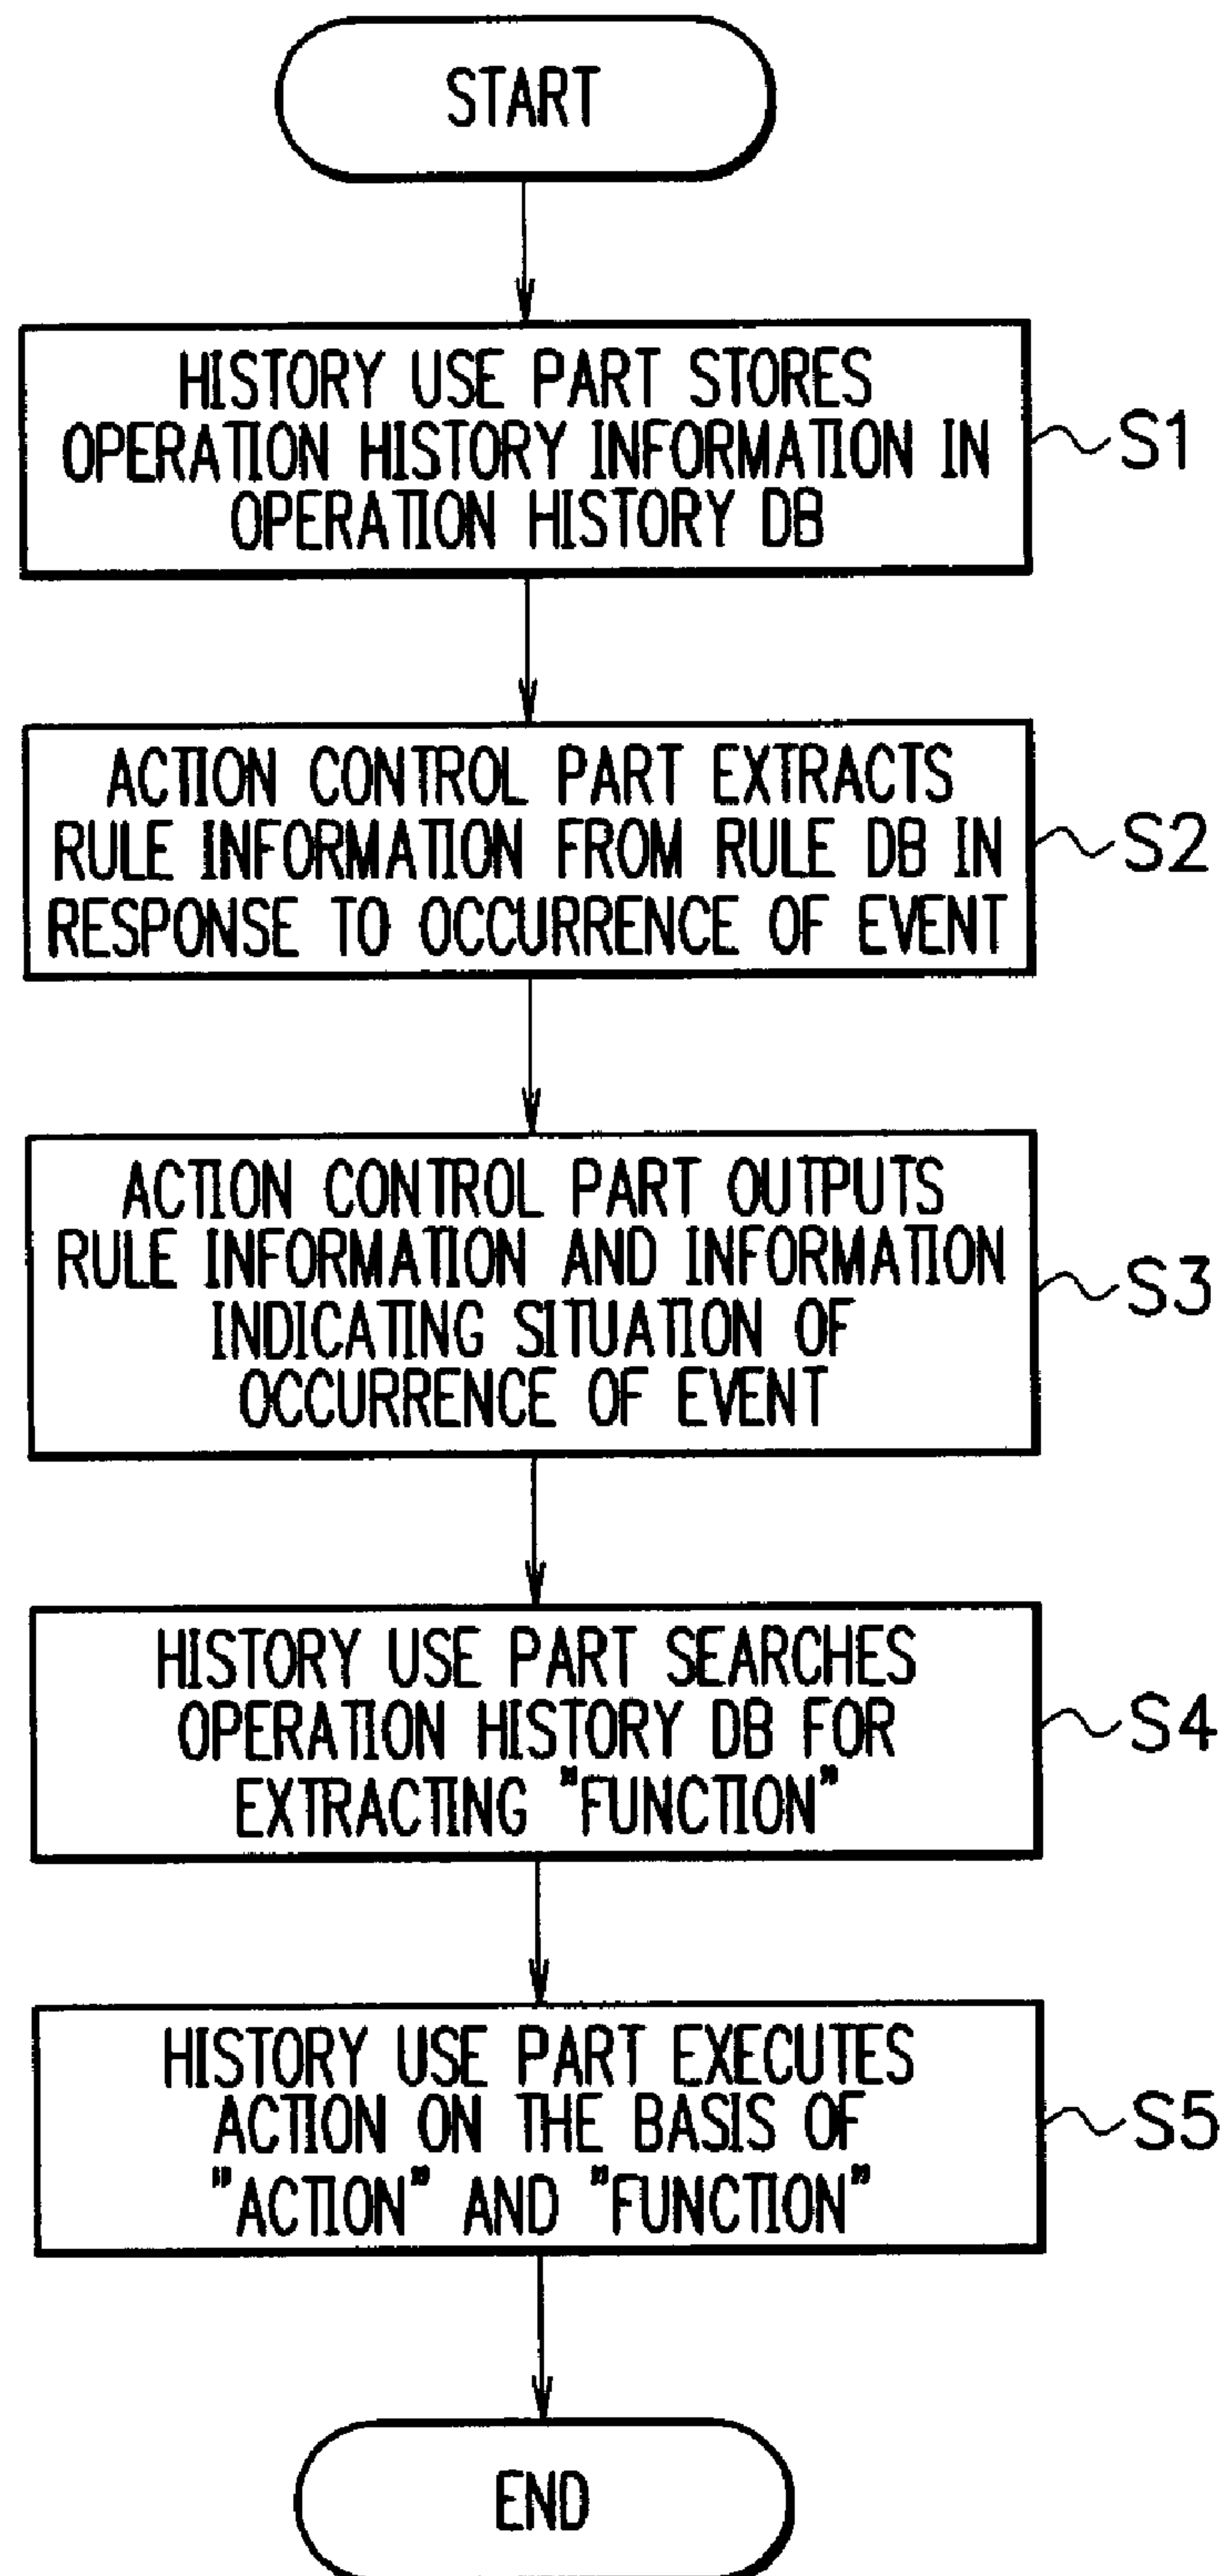 START
HISTORY USE PART STORES
OPERATION HISTORY INFORMATION IN
OPERATION HISTORY DB
S1
ACTION CONTROL PART EXTRACTS
RULE INFORMATION FROM RULE DB IN
RESPONSE TO OCCURRENCE OF EVENT
S2
ACTION CONTROL PART OUTPUTS
RULE INFORMATION AND INFORMATION
INDICATING SITUATION OF
OCCURRENCE OF EVENT
S3
HISTORY USE PART SEARCHES
OPERATION HISTORY DB FOR
EXTRACTING "FUNCTION"
S4
HISTORY USE PART EXECUTES
ACTION ON THE BASIS OF
"ACTION" AND "FUNCTION"
S5
END